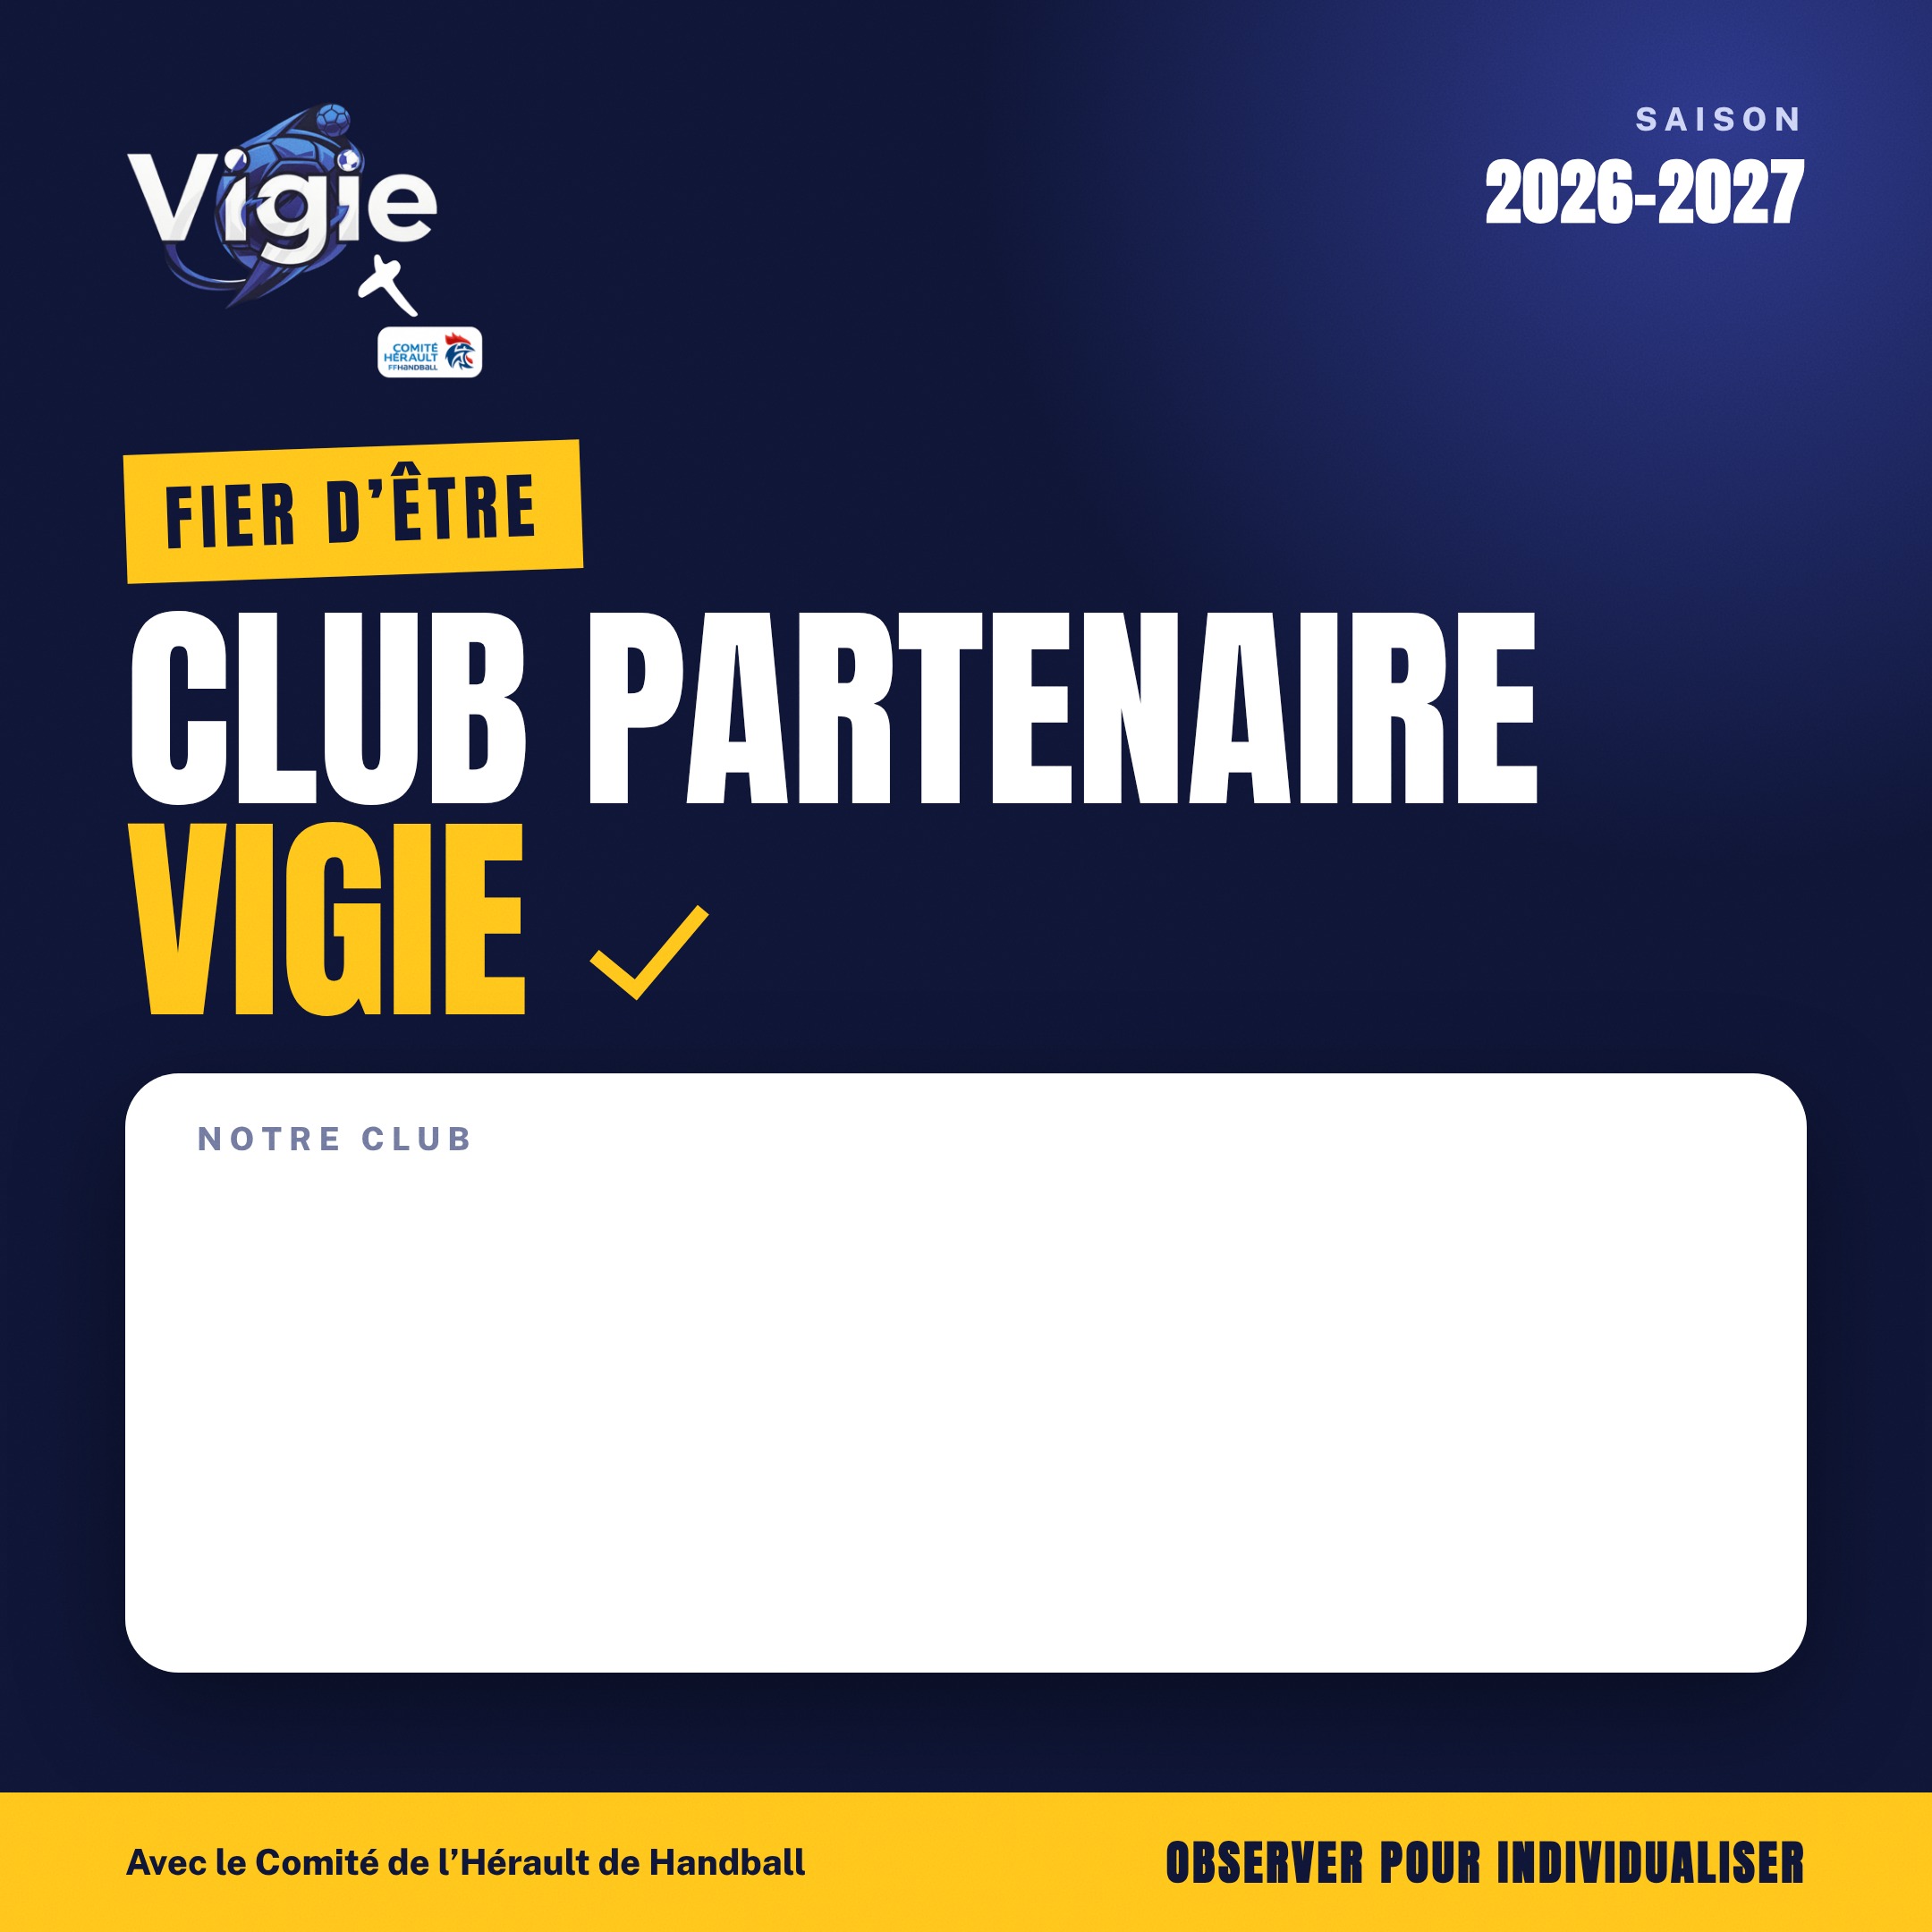 Vigie
x
COMITÉ
HÉRAULT
FFHANDBALL
SAISON
2026-2027
FIER D’ÊTRE
CLUB PARTENAIRE
VIGIE
NOTRE CLUB
Avec le Comité de l’Hérault de Handball
OBSERVER POUR INDIVIDUALISER